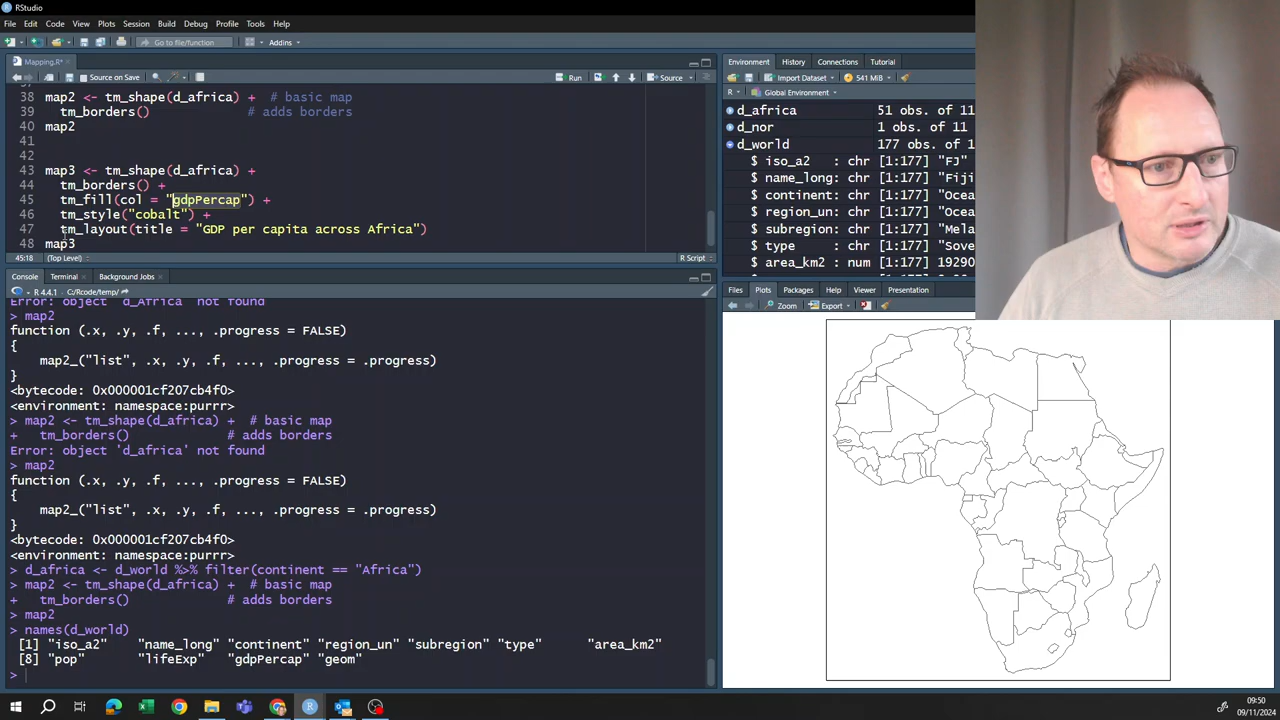 RStudio
File Edit Code View Plots Session Build Debug Profile Tools Help
Go to file/function Addins
Mapping.R*
Source on Save Run Source
38 map2 <- tm_shape(d_africa) + # basic map
39 tm_borders() # adds borders
40 map2
41
42
43 map3 <- tm_shape(d_africa) +
44 tm_borders() +
45 tm_fill(col = "gdpPercap") +
46 tm_style("cobalt") +
47 tm_layout(title = "GDP per capita across Africa")
48 map3
45:18 (Top Level) R Script
Console Terminal Background Jobs
R 4.4.1 . C:/Rcode/temp/
Error: object 'd_Africa' not found
> map2
function (.x, .y, .f, ..., .progress = FALSE)
{
map2_("list", .x, .y, .f, ..., .progress = .progress)
}
<bytecode: 0x000001cf207cb4f0>
<environment: namespace:purrr>
> map2 <- tm_shape(d_africa) + # basic map
+ tm_borders() # adds borders
Error: object 'd_africa' not found
> map2
function (.x, .y, .f, ..., .progress = FALSE)
{
map2_("list", .x, .y, .f, ..., .progress = .progress)
}
<bytecode: 0x000001cf207cb4f0>
<environment: namespace:purrr>
> d_africa <- d_world %>% filter(continent == "Africa")
> map2 <- tm_shape(d_africa) + # basic map
+ tm_borders() # adds borders
> map2
> names(d_world)
[1] "iso_a2" "name_long" "continent" "region_un" "subregion" "type" "area_km2"
[8] "pop" "lifeExp" "gdpPercap" "geom"
>
Environment History Connections Tutorial
Import Dataset 541 MiB
R Global Environment
d_africa 51 obs. of 11
d_nor 1 obs. of 11
d_world 177 obs. of 11
$ iso_a2 : chr [1:177] "FJ"
$ name_long: chr [1:177] "Fiji
$ continent: chr [1:177] "Ocea
$ region_un: chr [1:177] "Ocea
$ subregion: chr [1:177] "Mela
$ type : chr [1:177] "Sove
$ area_km2 : num [1:177] 19290
Files Plots Packages Help Viewer Presentation
Zoom Export
09:50
09/11/2024